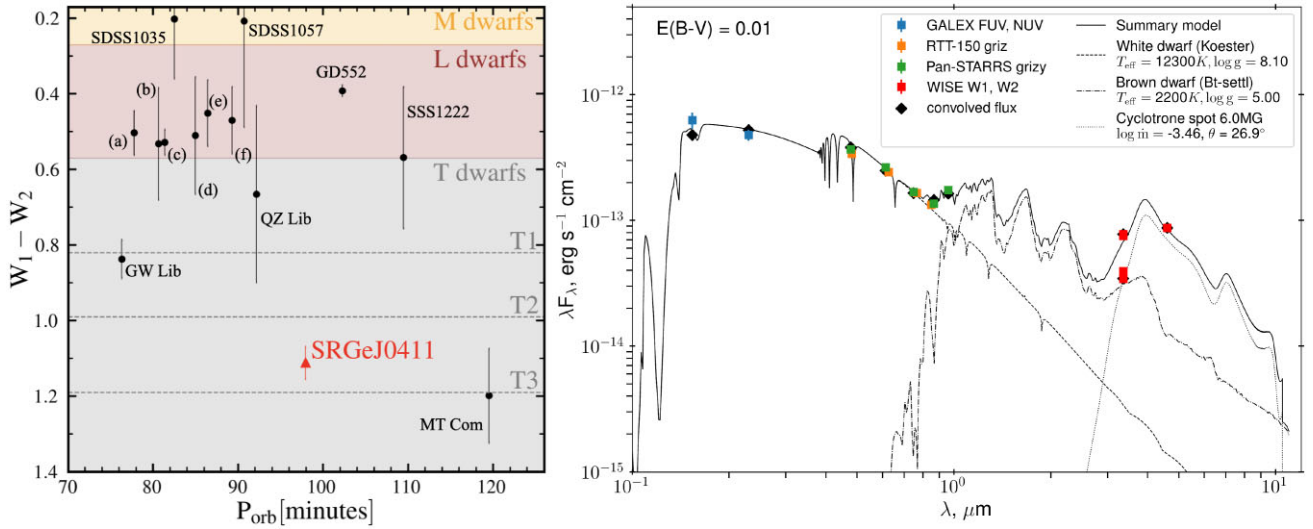 0.2
0.4
0.6
0.8
1.0
1.2
1.4
W₁ − W₂
M dwarfs
L dwarfs
T dwarfs
T1
T2
T3
SDSS1035
SDSS1057
GD552
SSS1222
(a)
(b)
(c)
(d)
(e)
(f)
QZ Lib
GW Lib
SRGeJ0411
MT Com
70 80 90 100 110 120
P_orb[minutes]
10⁻¹²
10⁻¹³
10⁻¹⁴
10⁻¹⁵
λF_λ, erg s⁻¹ cm⁻²
E(B-V) = 0.01
GALEX FUV, NUV
RTT-150 griz
Pan-STARRS grizy
WISE W1, W2
convolved flux
Summary model
White dwarf (Koester)
T_eff = 12300K, log g = 8.10
Brown dwarf (Bt-settl)
T_eff = 2200K, log g = 5.00
Cyclotrone spot 6.0MG
log ṁ = -3.46, θ = 26.9°
10⁻¹ 10⁰ 10¹
λ, μm